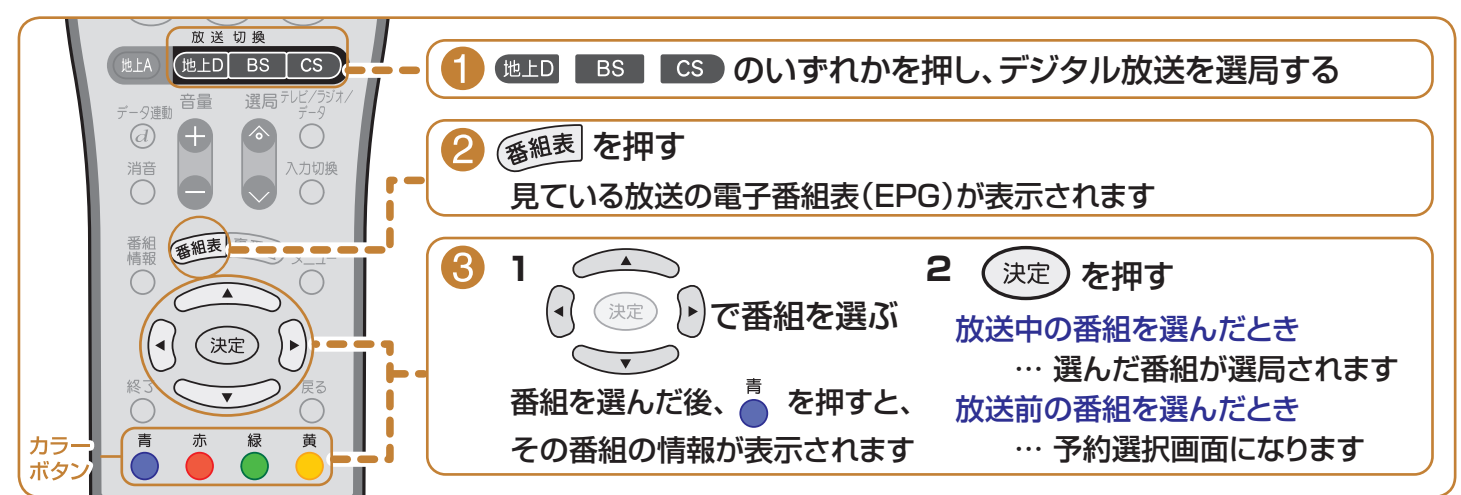 放送切換
地上A 地上D BS CS
データ連動 音量 選局 テレビ/ラジオ/データ
d
消音 入力切換
番組情報 番組表 メニュー
決定
終了 戻る
カラーボタン
青 赤 緑 黄
1 地上D BS CS のいずれかを押し、デジタル放送を選局する
2 番組表 を押す
見ている放送の電子番組表(EPG)が表示されます
3 1 決定 で番組を選ぶ
番組を選んだ後、青 を押すと、
その番組の情報が表示されます
2 決定 を押す
放送中の番組を選んだとき
… 選んだ番組が選局されます
放送前の番組を選んだとき
… 予約選択画面になります